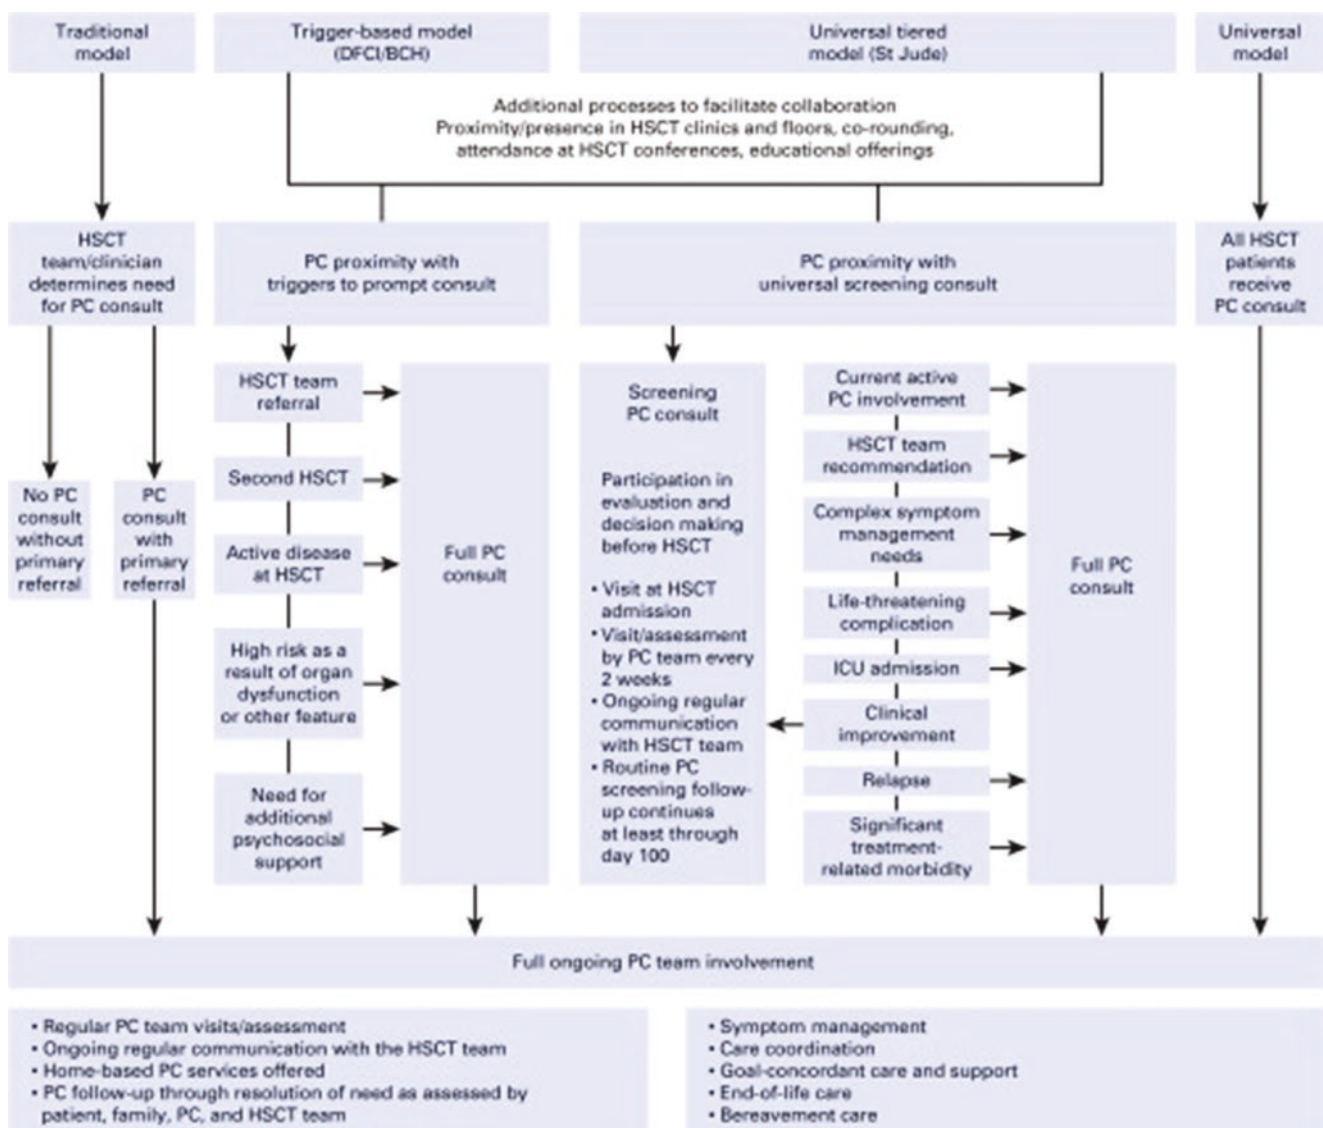 Traditional
model
Trigger-based model
(DFCI/BCH)
Universal tiered
model (St Jude)
Universal
model
Additional processes to facilitate collaboration
Proximity/presence in HSCT clinics and floors, co-rounding,
attendance at HSCT conferences, educational offerings
HSCT
team/clinician
determines need
for PC consult
PC proximity with
triggers to prompt consult
PC proximity with
universal screening consult
All HSCT
patients
receive
PC consult
No PC
consult
without
primary
referral
PC
consult
with
primary
referral
HSCT team
referral
Second HSCT
Active disease
at HSCT
High risk as a
result of organ
dysfunction
or other feature
Need for
additional
psychosocial
support
Full PC
consult
Screening
PC consult
Participation in
evaluation and
decision making
before HSCT
• Visit at HSCT
admission
• Visit/assessment
by PC team every
2 weeks
• Ongoing regular
communication
with HSCT team
• Routine PC
screening follow-
up continues
at least through
day 100
Current active
PC involvement
HSCT team
recommendation
Complex symptom
management
needs
Life-threatening
complication
ICU admission
Clinical
improvement
Relapse
Significant
treatment-
related morbidity
Full PC
consult
Full ongoing PC team involvement
• Regular PC team visits/assessment
• Ongoing regular communication with the HSCT team
• Home-based PC services offered
• PC follow-up through resolution of need as assessed by
patient, family, PC, and HSCT team
• Symptom management
• Care coordination
• Goal-concordant care and support
• End-of-life care
• Bereavement care